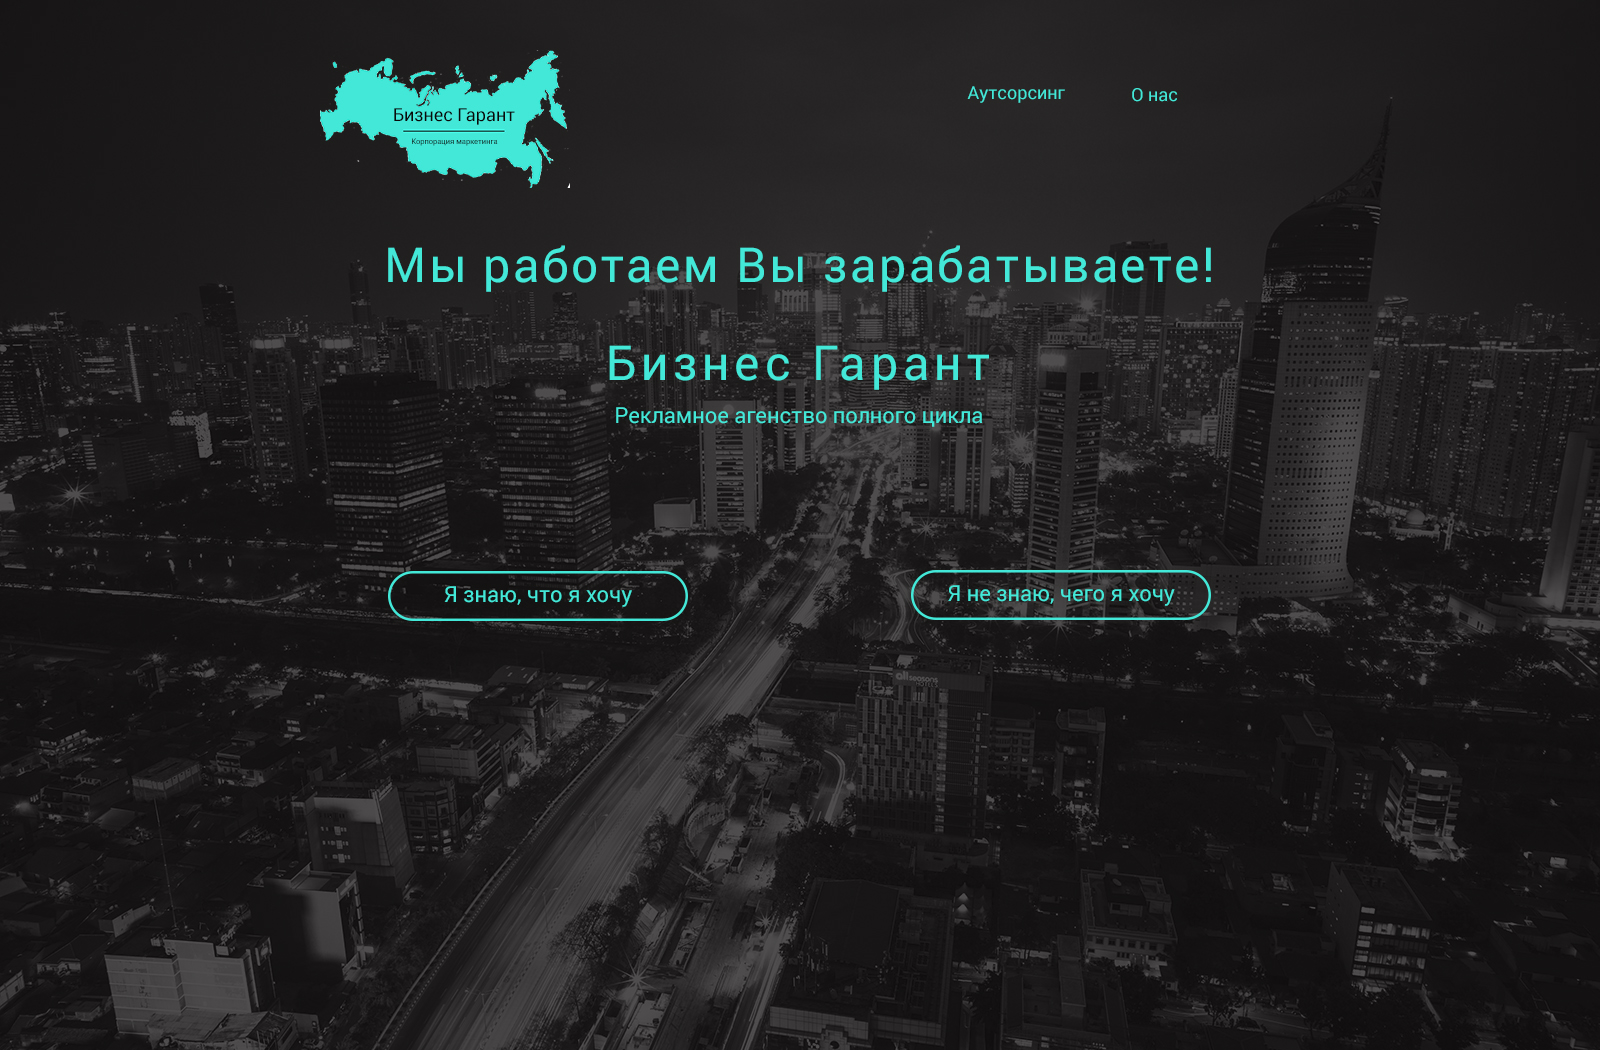 Бизнес Гарант
Корпорация маркетинга
Аутсорсинг
О нас
Мы работаем Вы зарабатываете!
Бизнес Гарант
Рекламное агенство полного цикла
Я знаю, что я хочу
Я не знаю, чего я хочу
all seasons
HOTELS